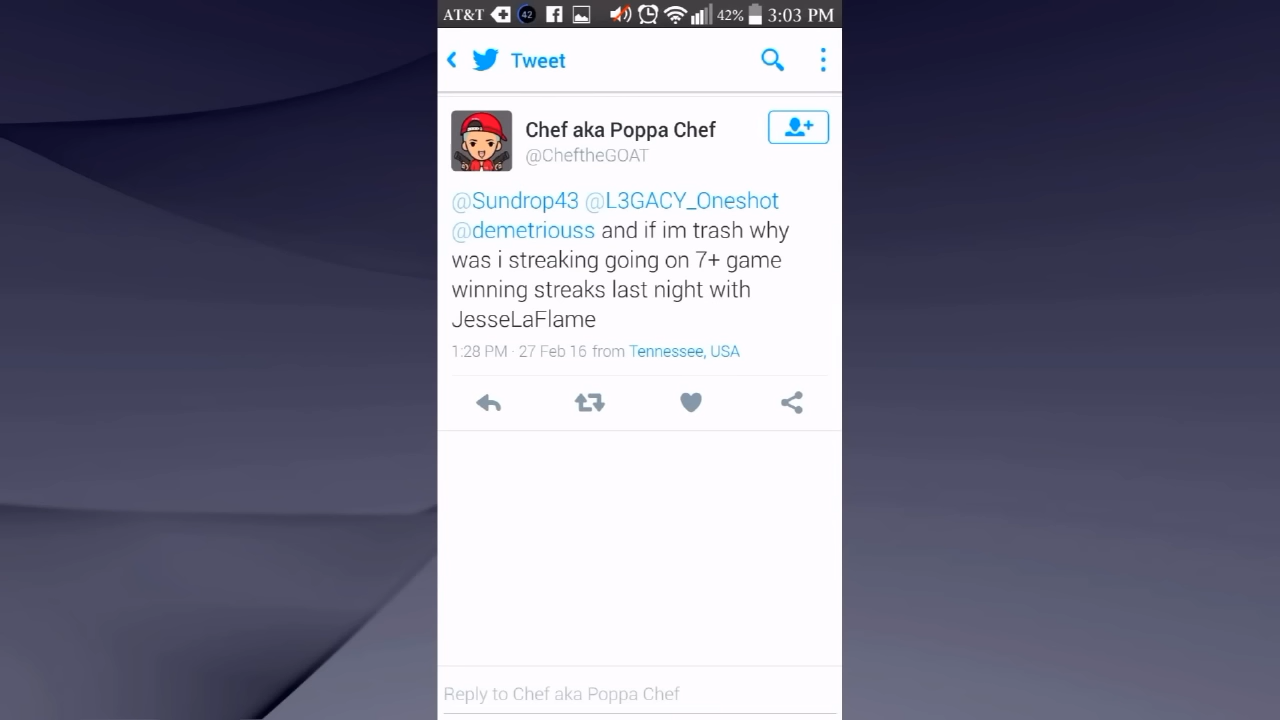 AT&T 42 42% 3:03 PM
Tweet
Chef aka Poppa Chef
@CheftheGOAT
@Sundrop43 @L3GACY_Oneshot
@demetriouss and if im trash why
was i streaking going on 7+ game
winning streaks last night with
JesseLaFlame
1:28 PM · 27 Feb 16 from Tennessee, USA
Reply to Chef aka Poppa Chef